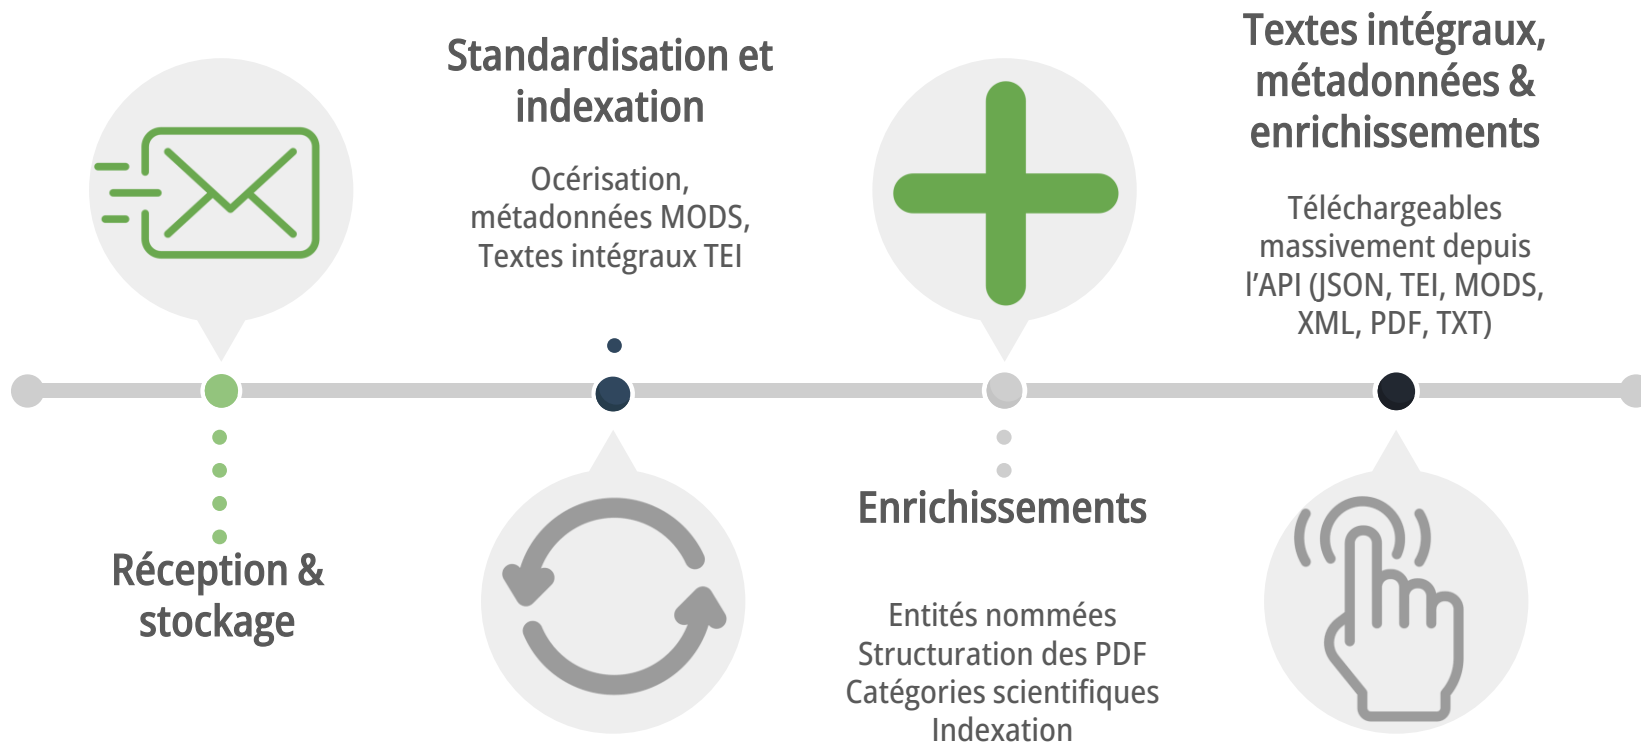 Réception &
stockage
Standardisation et
indexation
Océrisation,
métadonnées MODS,
Textes intégraux TEI
Enrichissements
Entités nommées
Structuration des PDF
Catégories scientifiques
Indexation
Textes intégraux,
métadonnées &
enrichissements
Téléchargeables
massivement depuis
l’API (JSON, TEI, MODS,
XML, PDF, TXT)